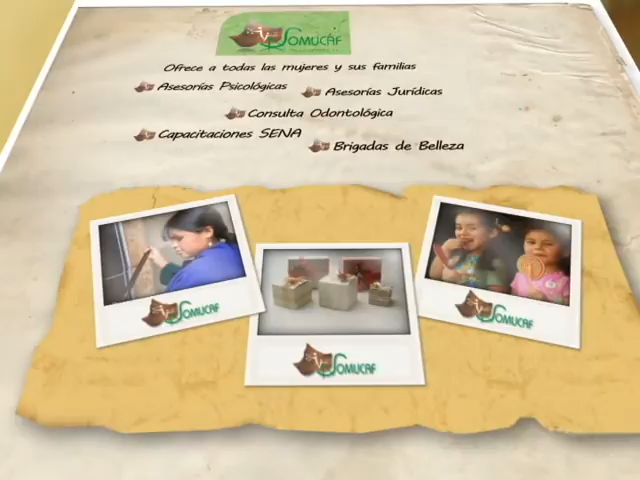 SOMUCAF
Ofrece a todas las mujeres y sus familias
Asesorías Psicológicas
Asesorías Jurídicas
Consulta Odontológica
Capacitaciones SENA
Brigadas de Belleza
SOMUCAF
SOMUCAF
SOMUCAF